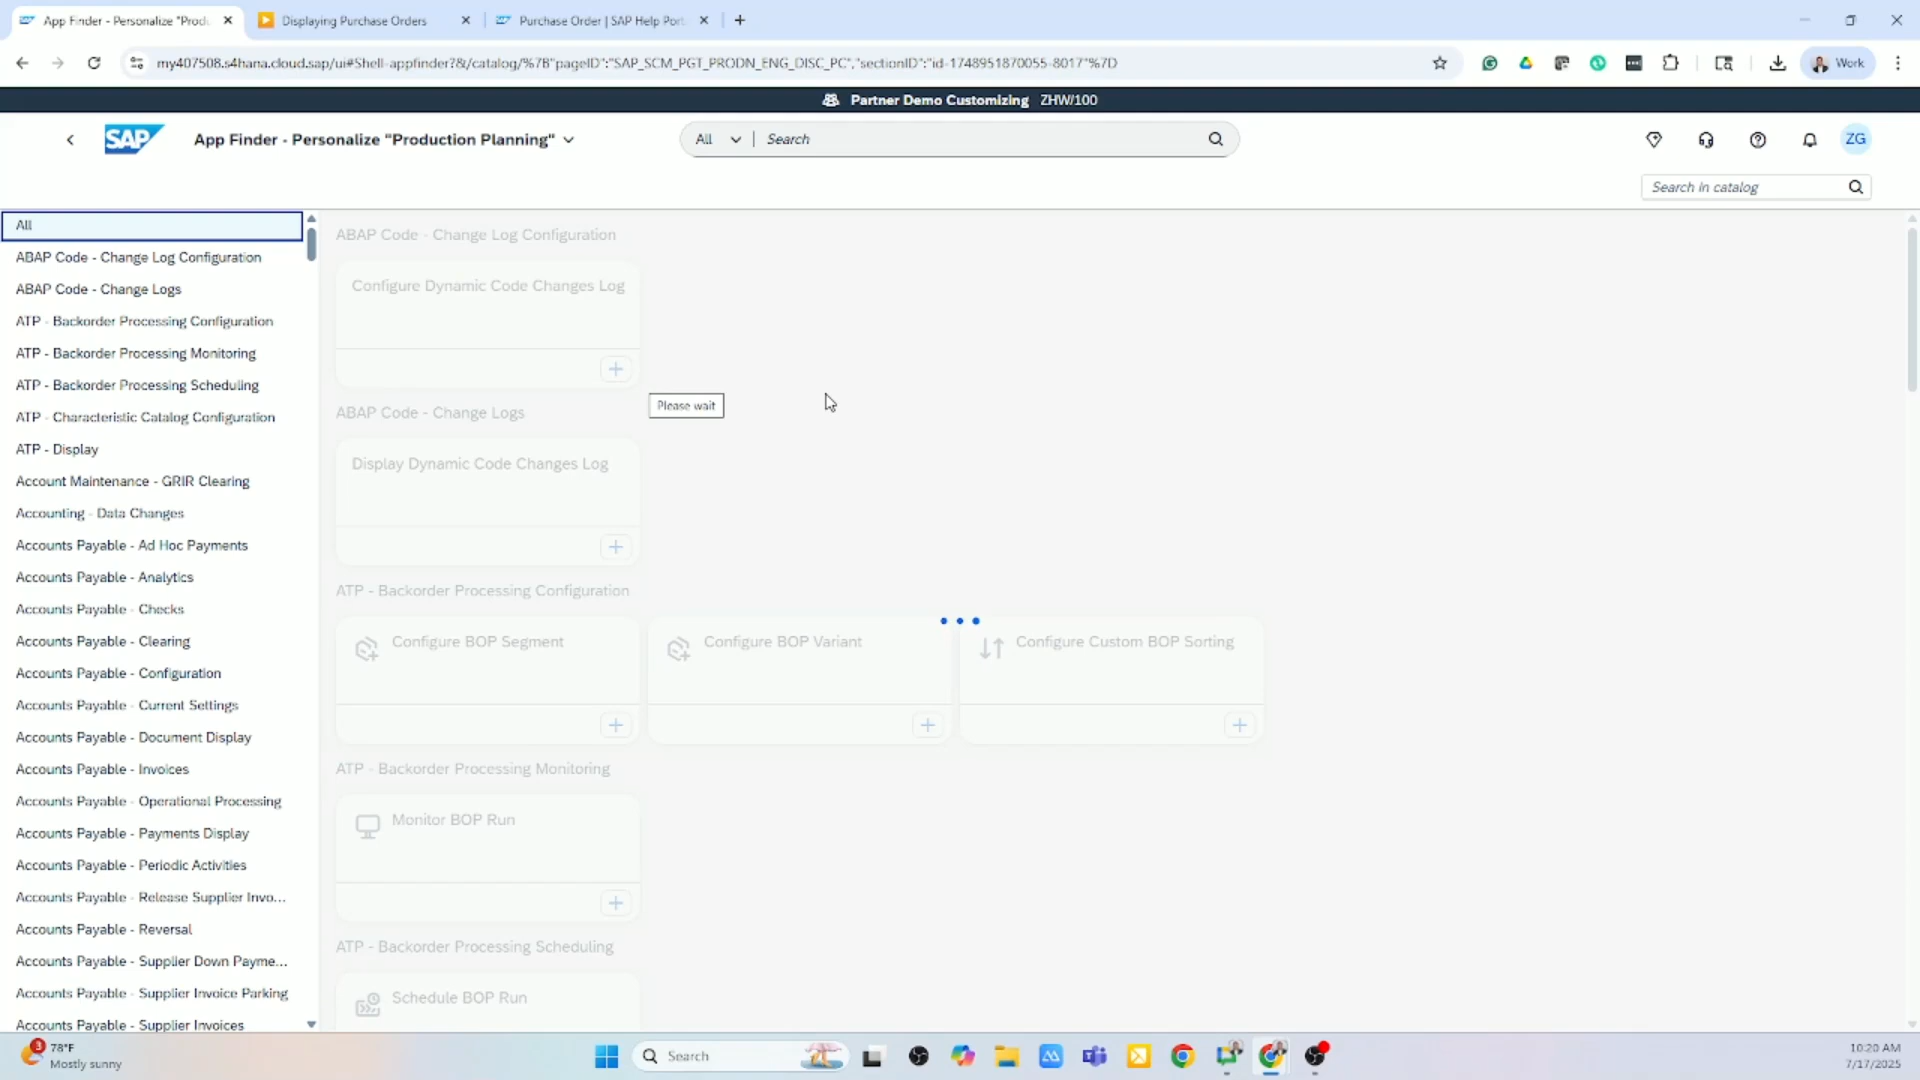 App Finder - Personalize "Produ
Displaying Purchase Orders
Purchase Order | SAP Help Port
my407508.s4hana.cloud.sap/ui#Shell-appfinder?&/catalog/%7B"pageID":"SAP_SCM_PGT_PRODN_ENG_DISC_PC","sectionID":"id-1748951870055-8017"%7D
Work
Partner Demo Customizing ZHW/100
SAP
App Finder - Personalize "Production Planning"
All
Search
ZG
Search in catalog
All
ABAP Code - Change Log Configuration
ABAP Code - Change Logs
ATP - Backorder Processing Configuration
ATP - Backorder Processing Monitoring
ATP - Backorder Processing Scheduling
ATP - Characteristic Catalog Configuration
ATP - Display
Account Maintenance - GRIR Clearing
Accounting - Data Changes
Accounts Payable - Ad Hoc Payments
Accounts Payable - Analytics
Accounts Payable - Checks
Accounts Payable - Clearing
Accounts Payable - Configuration
Accounts Payable - Current Settings
Accounts Payable - Document Display
Accounts Payable - Invoices
Accounts Payable - Operational Processing
Accounts Payable - Payments Display
Accounts Payable - Periodic Activities
Accounts Payable - Release Supplier Invo...
Accounts Payable - Reversal
Accounts Payable - Supplier Down Payme...
Accounts Payable - Supplier Invoice Parking
Accounts Payable - Supplier Invoices
ABAP Code - Change Log Configuration
Configure Dynamic Code Changes Log
Please wait
ABAP Code - Change Logs
Display Dynamic Code Changes Log
ATP - Backorder Processing Configuration
Configure BOP Segment
Configure BOP Variant
Configure Custom BOP Sorting
ATP - Backorder Processing Monitoring
Monitor BOP Run
ATP - Backorder Processing Scheduling
Schedule BOP Run
3
78°F
Mostly sunny
Search
10:20 AM
7/17/2025